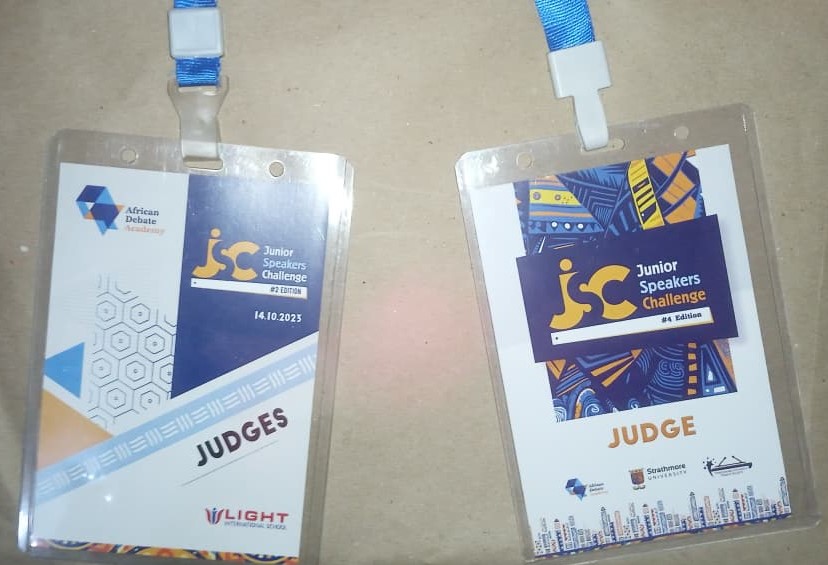 African
Debate
Academy
jsc
Junior
Speakers
Challenge
#2 EDITION
14.10.2023
JUDGES
LIGHT
INTERNATIONAL SCHOOL
jsc
Junior
Speakers
Challenge
#4 Edition
JUDGE
African
Debate
Academy
Strathmore
UNIVERSITY